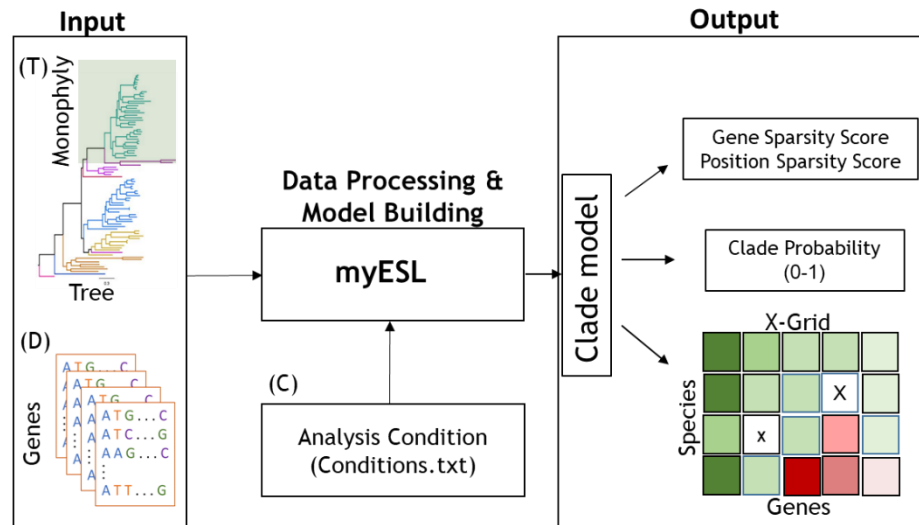 Input
(T)
Monophyly
Tree
(D)
Genes
ATG...C
A
A
A
ATG...C
ATC...G
AAG...C
ATT...G
Data Processing &
Model Building
myESL
(C)
Analysis Condition
(Conditions.txt)
Output
Clade model
Gene Sparsity Score
Position Sparsity Score
Clade Probability
(0-1)
X-Grid
Species
X
x
Genes